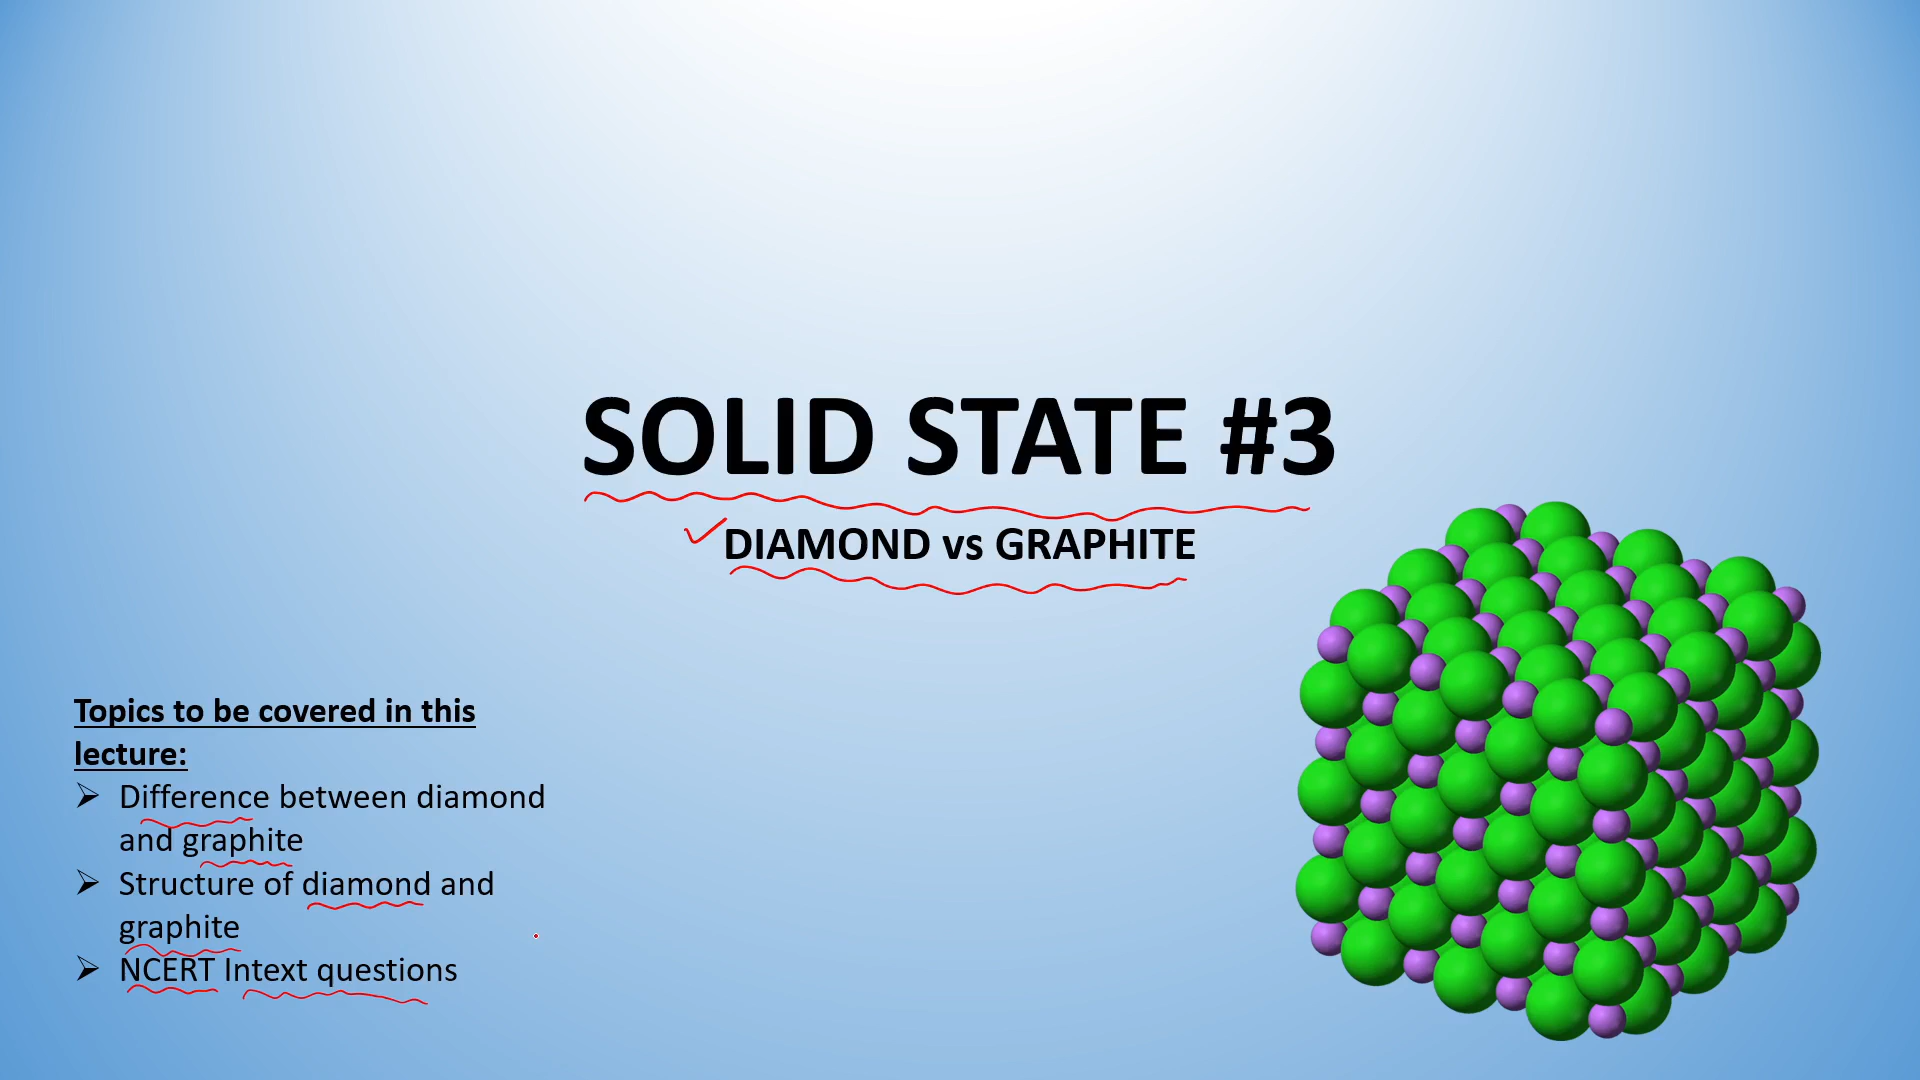 SOLID STATE #3
DIAMOND vs GRAPHITE
Topics to be covered in this
lecture:
➢ Difference between diamond
and graphite
➢ Structure of diamond and
graphite
➢ NCERT Intext questions